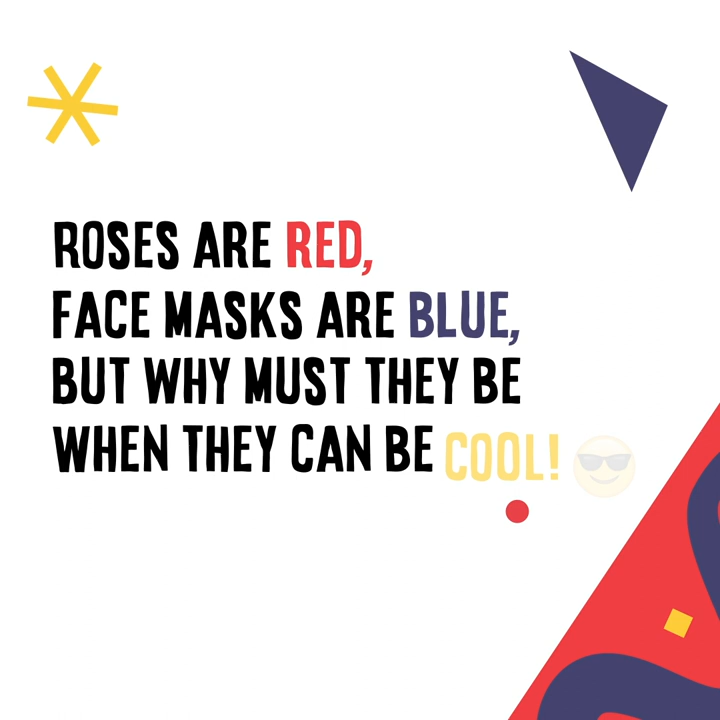 ROSES ARE RED,
FACE MASKS ARE BLUE,
BUT WHY MUST THEY BE
WHEN THEY CAN BE COOL! 😎